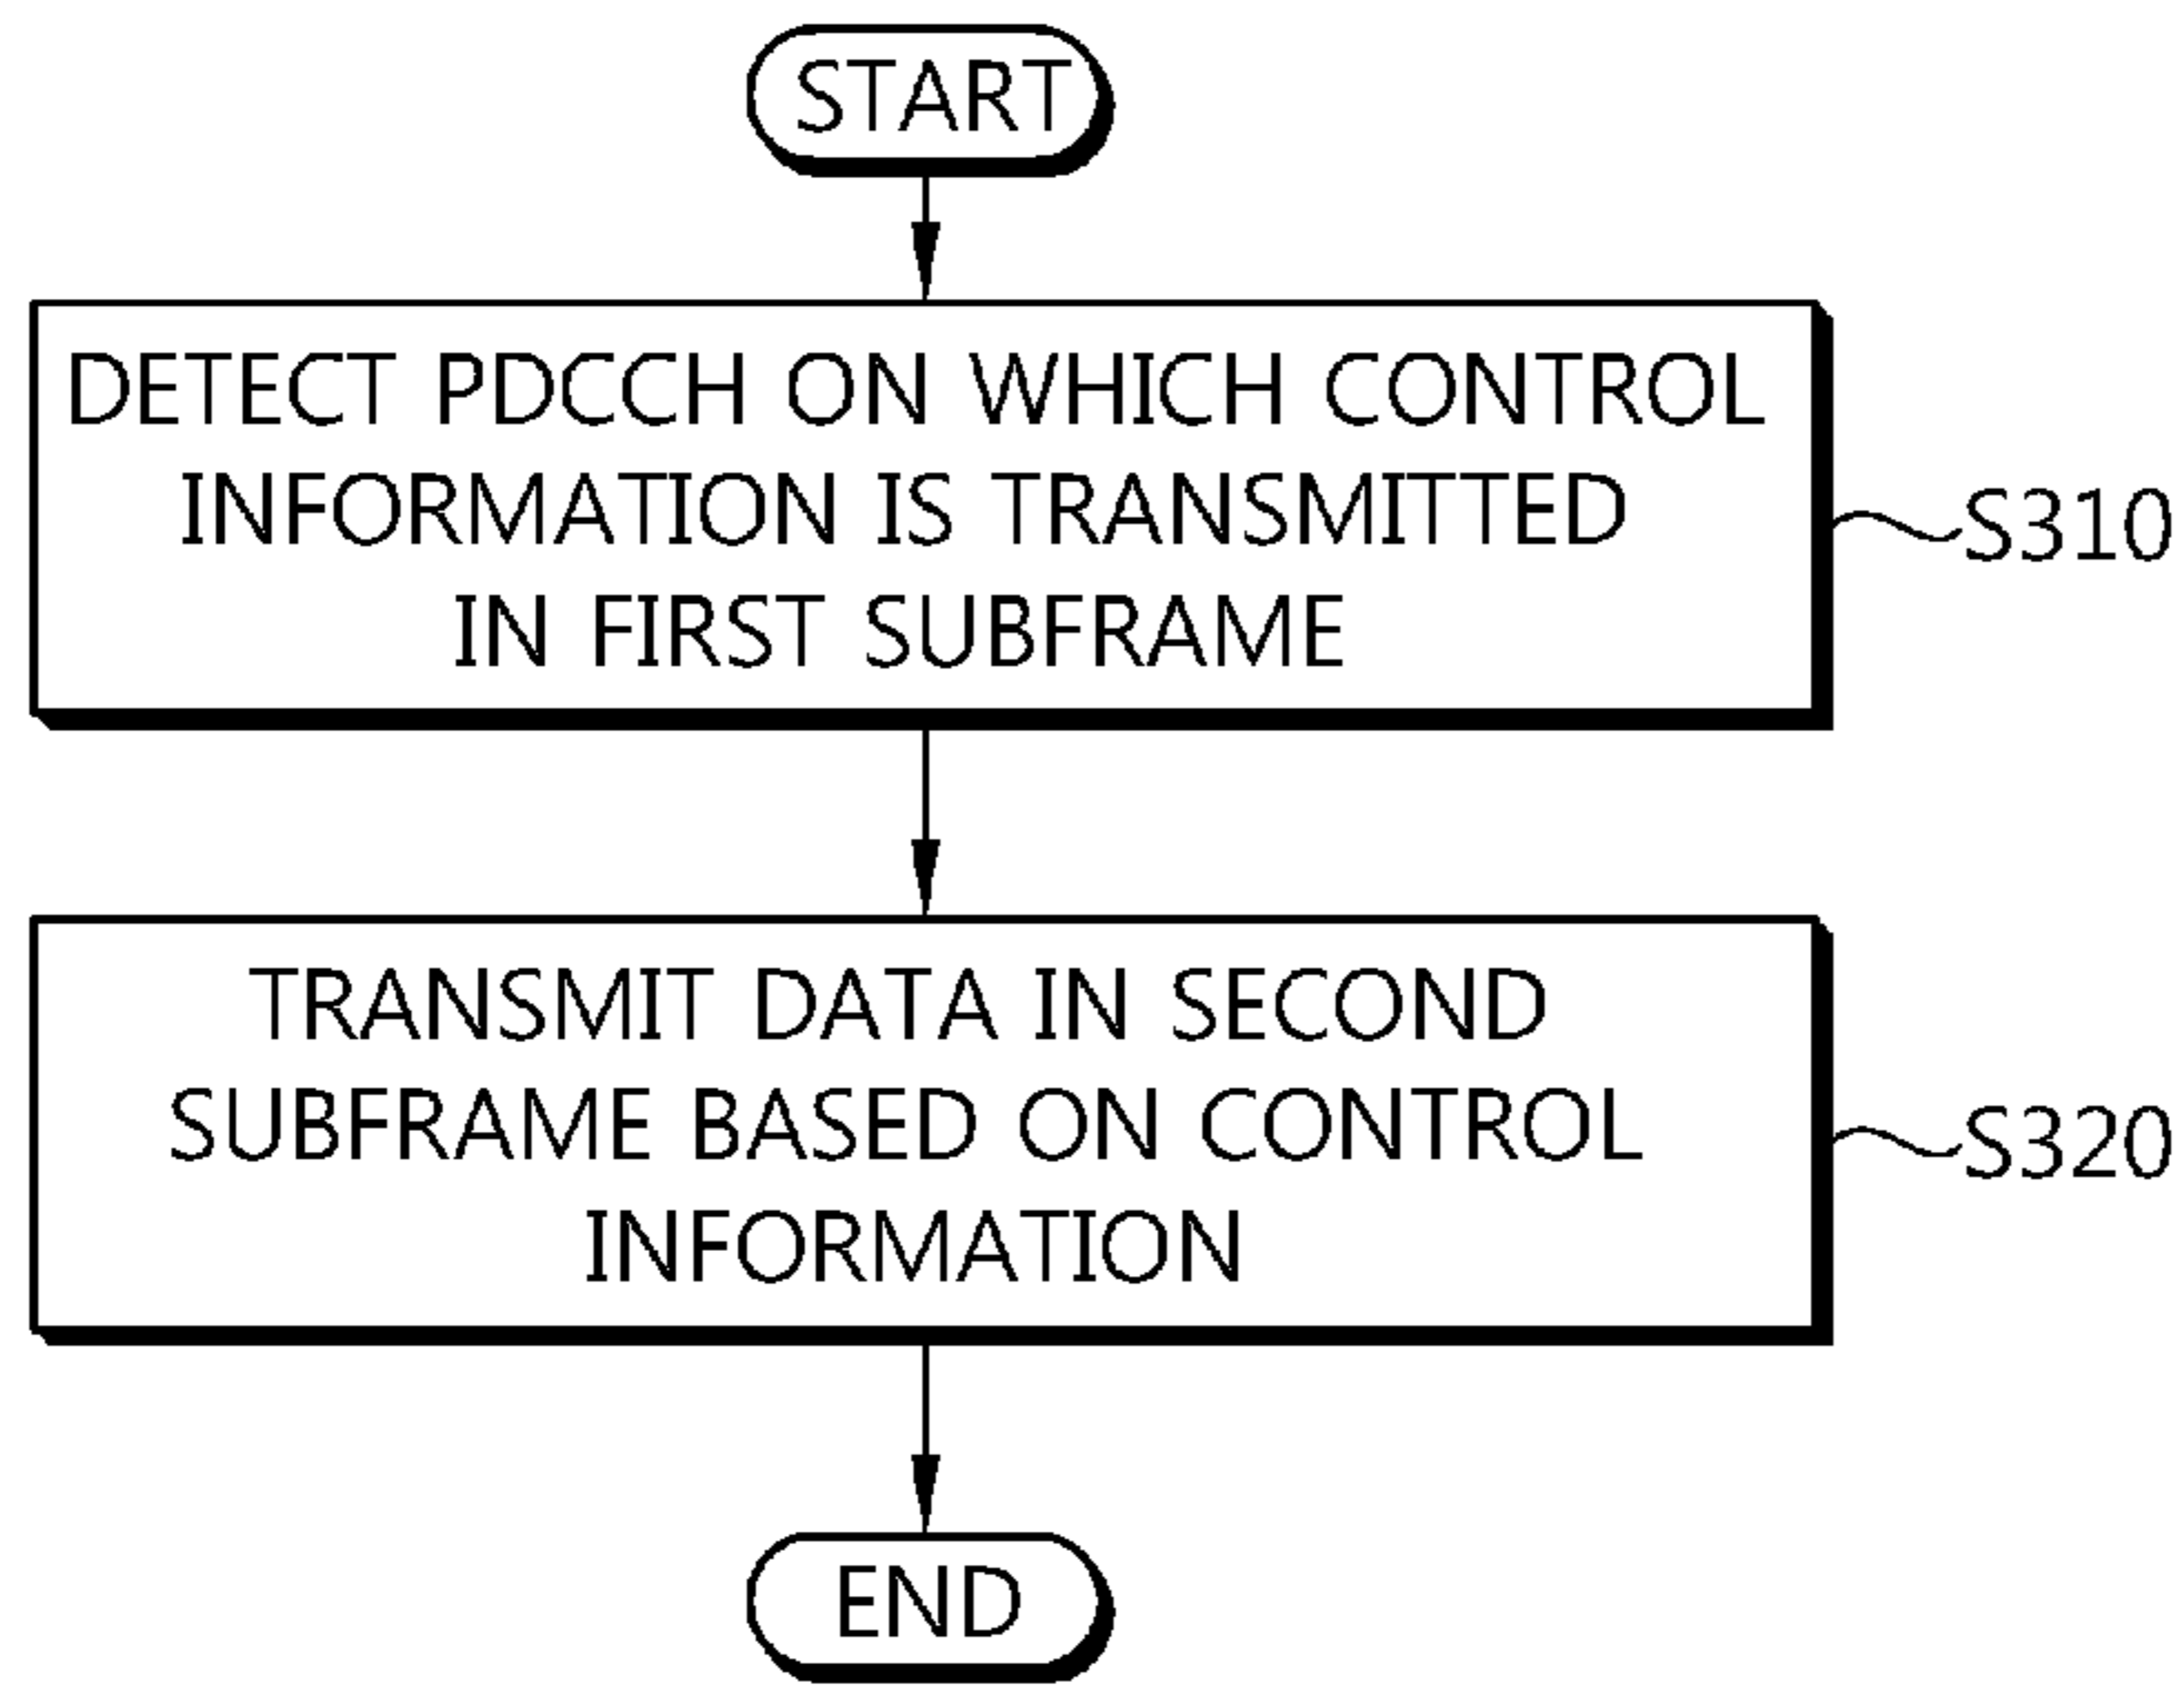 START
DETECT PDCCH ON WHICH CONTROL
INFORMATION IS TRANSMITTED
IN FIRST SUBFRAME
S310
TRANSMIT DATA IN SECOND
SUBFRAME BASED ON CONTROL
INFORMATION
S320
END